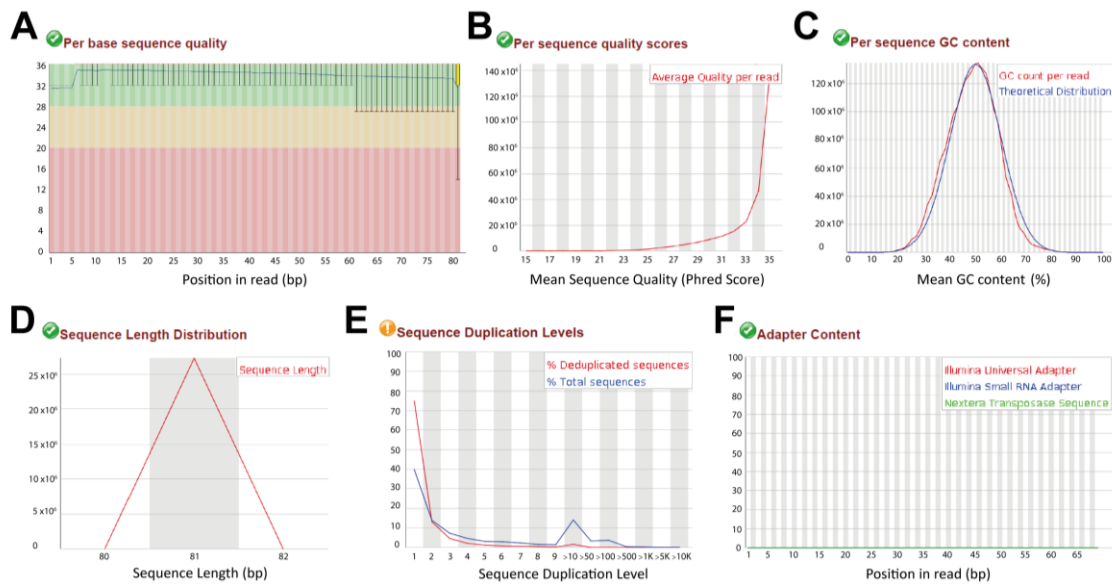 A Per base sequence quality
36
32
28
24
20
16
12
8
4
0
1 5 10 15 20 25 30 35 40 45 50 55 60 65 70 75 80
Position in read (bp)
B Per sequence quality scores
Average Quality per read
140 x10⁶
120 x10⁶
100 x10⁶
80 x10⁶
60 x10⁶
40 x10⁶
20 x10⁶
0
15 17 19 21 23 25 27 29 31 33 35
Mean Sequence Quality (Phred Score)
C Per sequence GC content
GC count per read
Theoretical Distribution
120 x10⁶
100 x10⁶
80 x10⁶
60 x10⁶
40 x10⁶
20 x10⁶
0
0 10 20 30 40 50 60 70 80 90 100
Mean GC content (%)
D Sequence Length Distribution
Sequence Length
25 x10⁶
20 x10⁶
15 x10⁶
10 x10⁶
5 x10⁶
0
80 81 82
Sequence Length (bp)
E Sequence Duplication Levels
% Deduplicated sequences
% Total sequences
100
90
80
70
60
50
40
30
20
10
0
1 2 3 4 5 6 7 8 9 >10 >50 >100 >500 >1K >5K >10K
Sequence Duplication Level
F Adapter Content
Illumina Universal Adapter
Illumina Small RNA Adapter
Nextera Transposase Sequence
100
90
80
70
60
50
40
30
20
10
0
1 5 10 15 20 25 30 35 40 45 50 55 60 65
Position in read (bp)